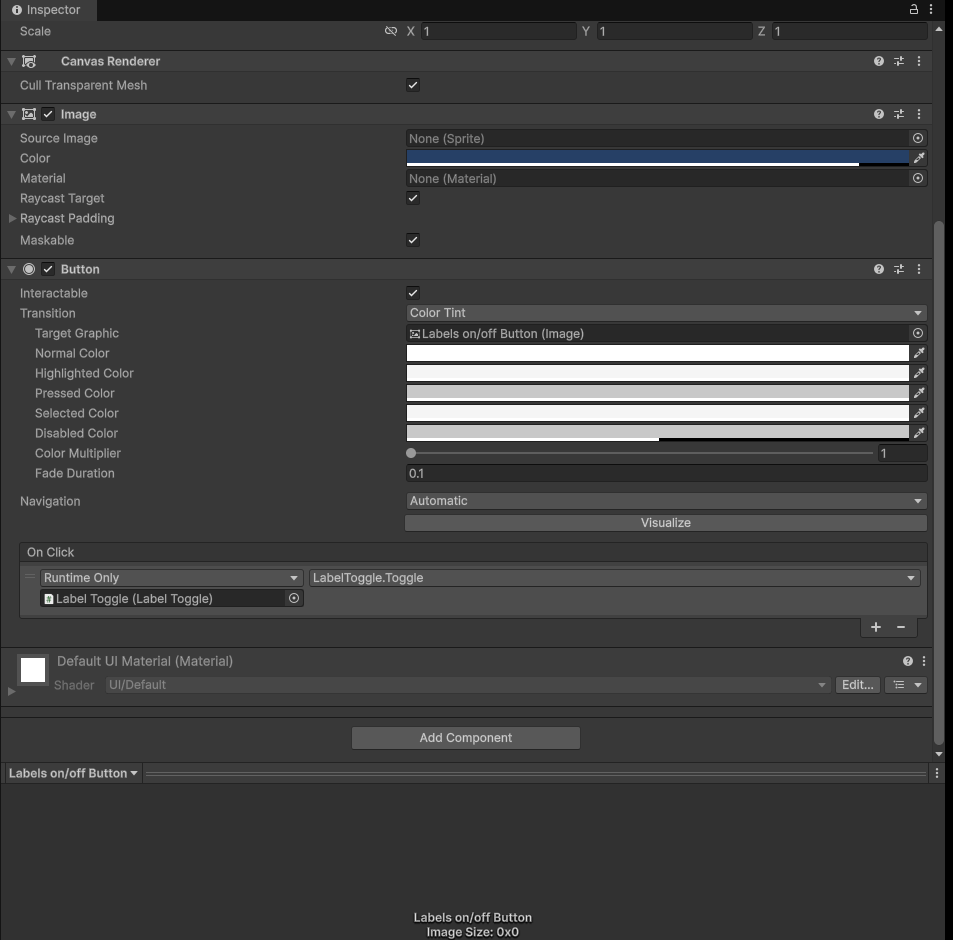 Inspector
Scale X 1 Y 1 Z 1
Canvas Renderer
Cull Transparent Mesh
Image
Source Image None (Sprite)
Color
Material None (Material)
Raycast Target
Raycast Padding
Maskable
Button
Interactable
Transition Color Tint
Target Graphic Labels on/off Button (Image)
Normal Color
Highlighted Color
Pressed Color
Selected Color
Disabled Color
Color Multiplier 1
Fade Duration 0.1
Navigation Automatic
Visualize
On Click
Runtime Only LabelToggle.Toggle
Label Toggle (Label Toggle)
Default UI Material (Material)
Shader UI/Default Edit...
Add Component
Labels on/off Button
Labels on/off Button
Image Size: 0x0